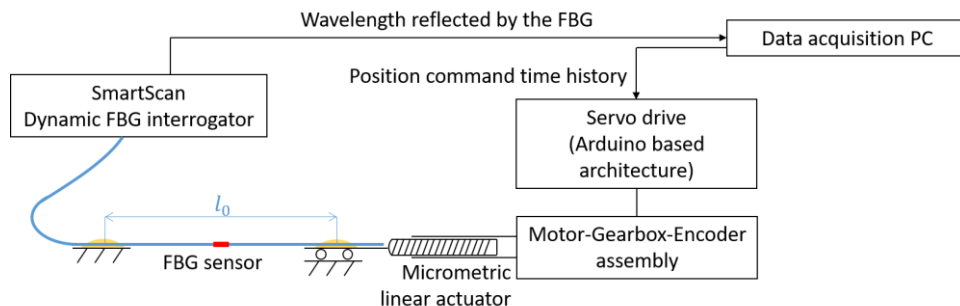 Wavelength reflected by the FBG
Data acquisition PC
Position command time history
SmartScan
Dynamic FBG interrogator
Servo drive
(Arduino based
architecture)
l₀
FBG sensor
Motor-Gearbox-Encoder
assembly
Micrometric
linear actuator